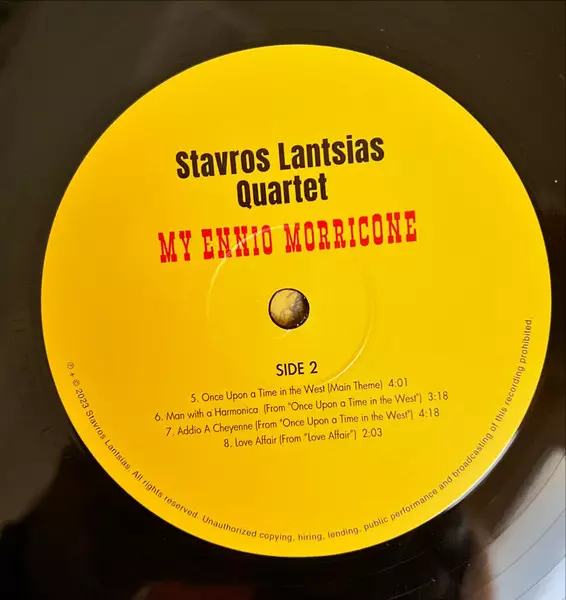 Stavros Lantsias
Quartet
MY ENNIO MORRICONE
SIDE 2
5. Once Upon a Time in the West (Main Theme) 4:01
6. Man with a Harmonica (From "Once Upon a Time in the West") 3:18
7. Addio A Cheyenne (From "Once Upon a Time in the West") 4:18
8. Love Affair (From "Love Affair") 2:03
℗ + © 2023 Stavros Lantsias. All rights reserved. Unauthorized copying, hiring, lending, public performance and broadcasting of this recording prohibited.